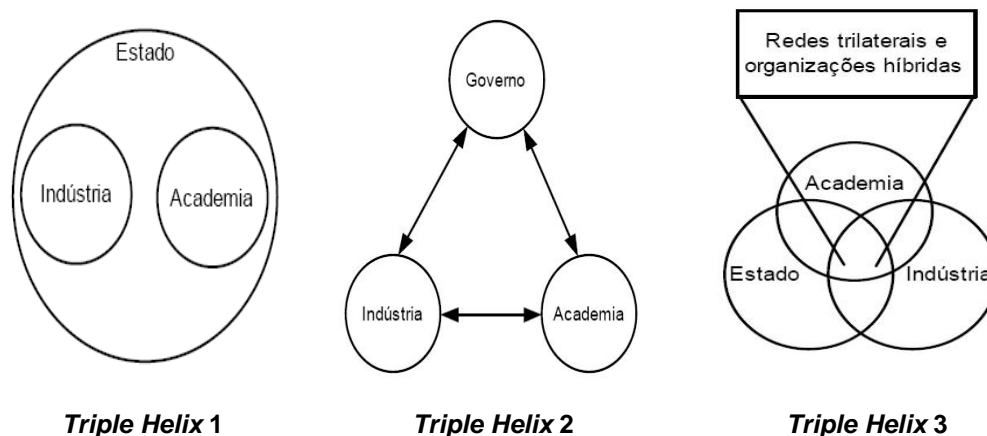 Estado
Indústria
Academia
Triple Helix 1
Governo
Indústria
Academia
Triple Helix 2
Redes trilaterais e
organizações híbridas
Academia
Estado
Indústria
Triple Helix 3